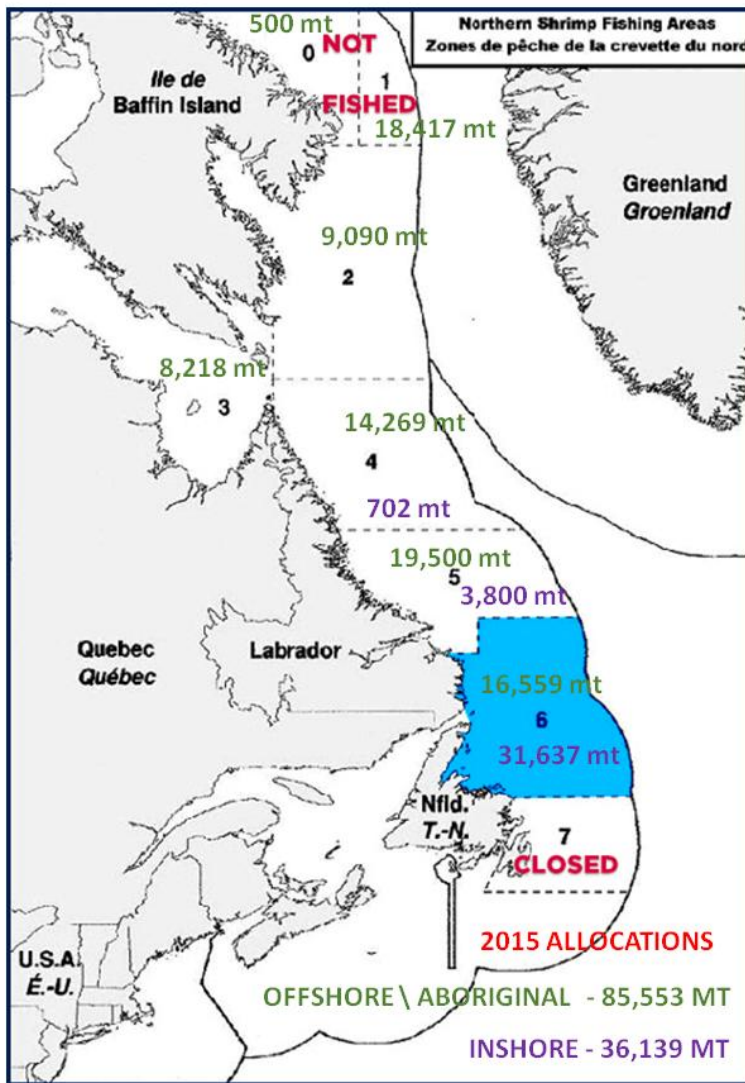 Northern Shrimp Fishing Areas
Zones de pêche de la crevette du nord
500 mt
0
NOT
1
FISHED
18,417 mt
Ile de
Baffin Island
Greenland
Groenland
9,090 mt
2
8,218 mt
3
14,269 mt
4
702 mt
19,500 mt
5
3,800 mt
Quebec
Québec
Labrador
16,559 mt
6
31,637 mt
Nfld.
T.-N.
7
CLOSED
U.S.A.
É.-U.
2015 ALLOCATIONS
OFFSHORE \ ABORIGINAL - 85,553 MT
INSHORE - 36,139 MT